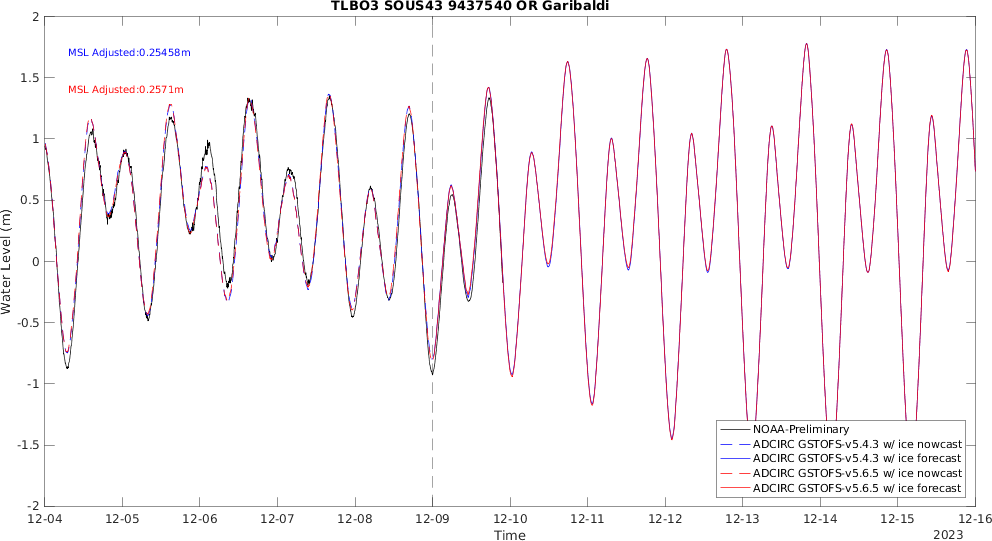 TLBO3 SOUS43 9437540 OR Garibaldi
MSL Adjusted:0.25458m
MSL Adjusted:0.2571m
Water Level (m)
2
1.5
1
0.5
0
-0.5
-1
-1.5
-2
NOAA-Preliminary
ADCIRC GSTOFS-v5.4.3 w/ ice nowcast
ADCIRC GSTOFS-v5.4.3 w/ ice forecast
ADCIRC GSTOFS-v5.6.5 w/ ice nowcast
ADCIRC GSTOFS-v5.6.5 w/ ice forecast
12-04 12-05 12-06 12-07 12-08 12-09 12-10 12-11 12-12 12-13 12-14 12-15 12-16
Time
2023